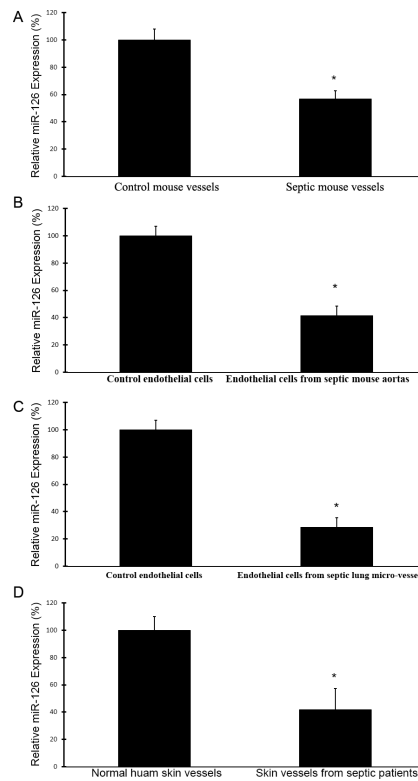 A
Relative miR-126 Expression (%)
120
100
80
60
40
20
0
*
Control mouse vessels Septic mouse vessels
B
Relative miR-126 Expression (%)
120
100
80
60
40
20
0
*
Control endothelial cells Endothelial cells from septic mouse aortas
C
Relative miR-126 Expression (%)
120
100
80
60
40
20
0
*
Control endothelial cells Endothelial cells from septic lung micro-vesse
D
Relative miR-126 Expression (%)
120
100
80
60
40
20
0
*
Normal huam skin vessels Skin vessels from septic patients